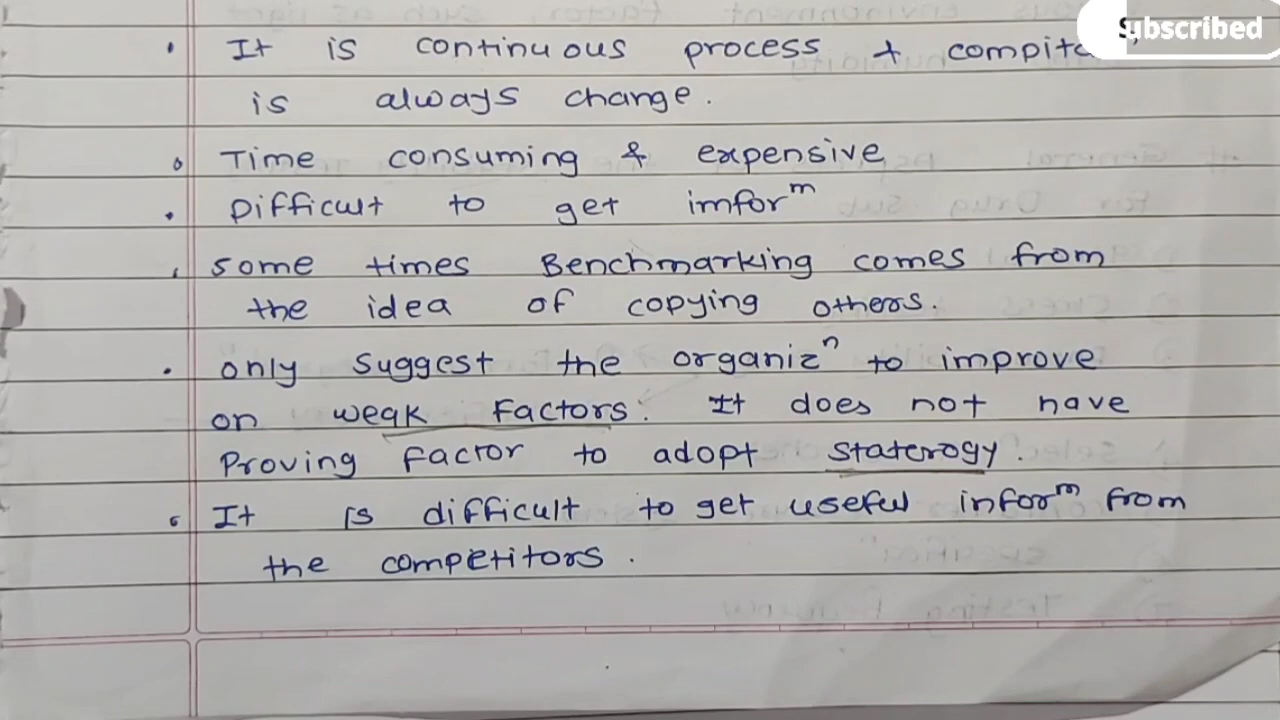 Subscribed
• It is continuous process + compit
is always change.
• Time consuming & expensive
• Difficult to get imforᵐ
• some times Benchmarking comes from
the idea of copying others.
• only suggest the organizⁿ to improve
on weak factors. It does not have
Proving factor to adopt staterogy.
• It is difficult to get useful inforᵐ from
the competitors.